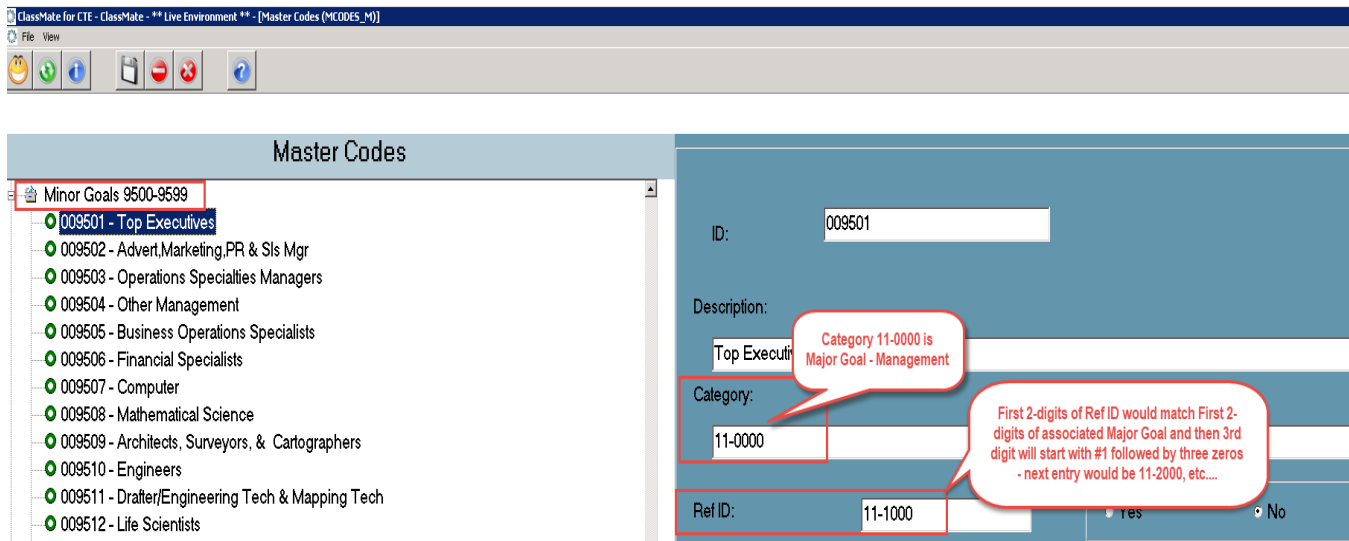 ClassMate for CTE - ClassMate - ** Live Environment ** - [Master Codes (MCODES_M)]
File View
Master Codes
Minor Goals 9500-9599
009501 - Top Executives
009502 - Advert,Marketing,PR & Sls Mgr
009503 - Operations Specialties Managers
009504 - Other Management
009505 - Business Operations Specialists
009506 - Financial Specialists
009507 - Computer
009508 - Mathematical Science
009509 - Architects, Surveyors, & Cartographers
009510 - Engineers
009511 - Drafter/Engineering Tech & Mapping Tech
009512 - Life Scientists
ID: 009501
Description:
Top Executiv
Category 11-0000 is
Major Goal - Management
Category:
11-0000
First 2-digits of Ref ID would match First 2-
digits of associated Major Goal and then 3rd
digit will start with #1 followed by three zeros
- next entry would be 11-2000, etc....
Ref ID: 11-1000
Yes No